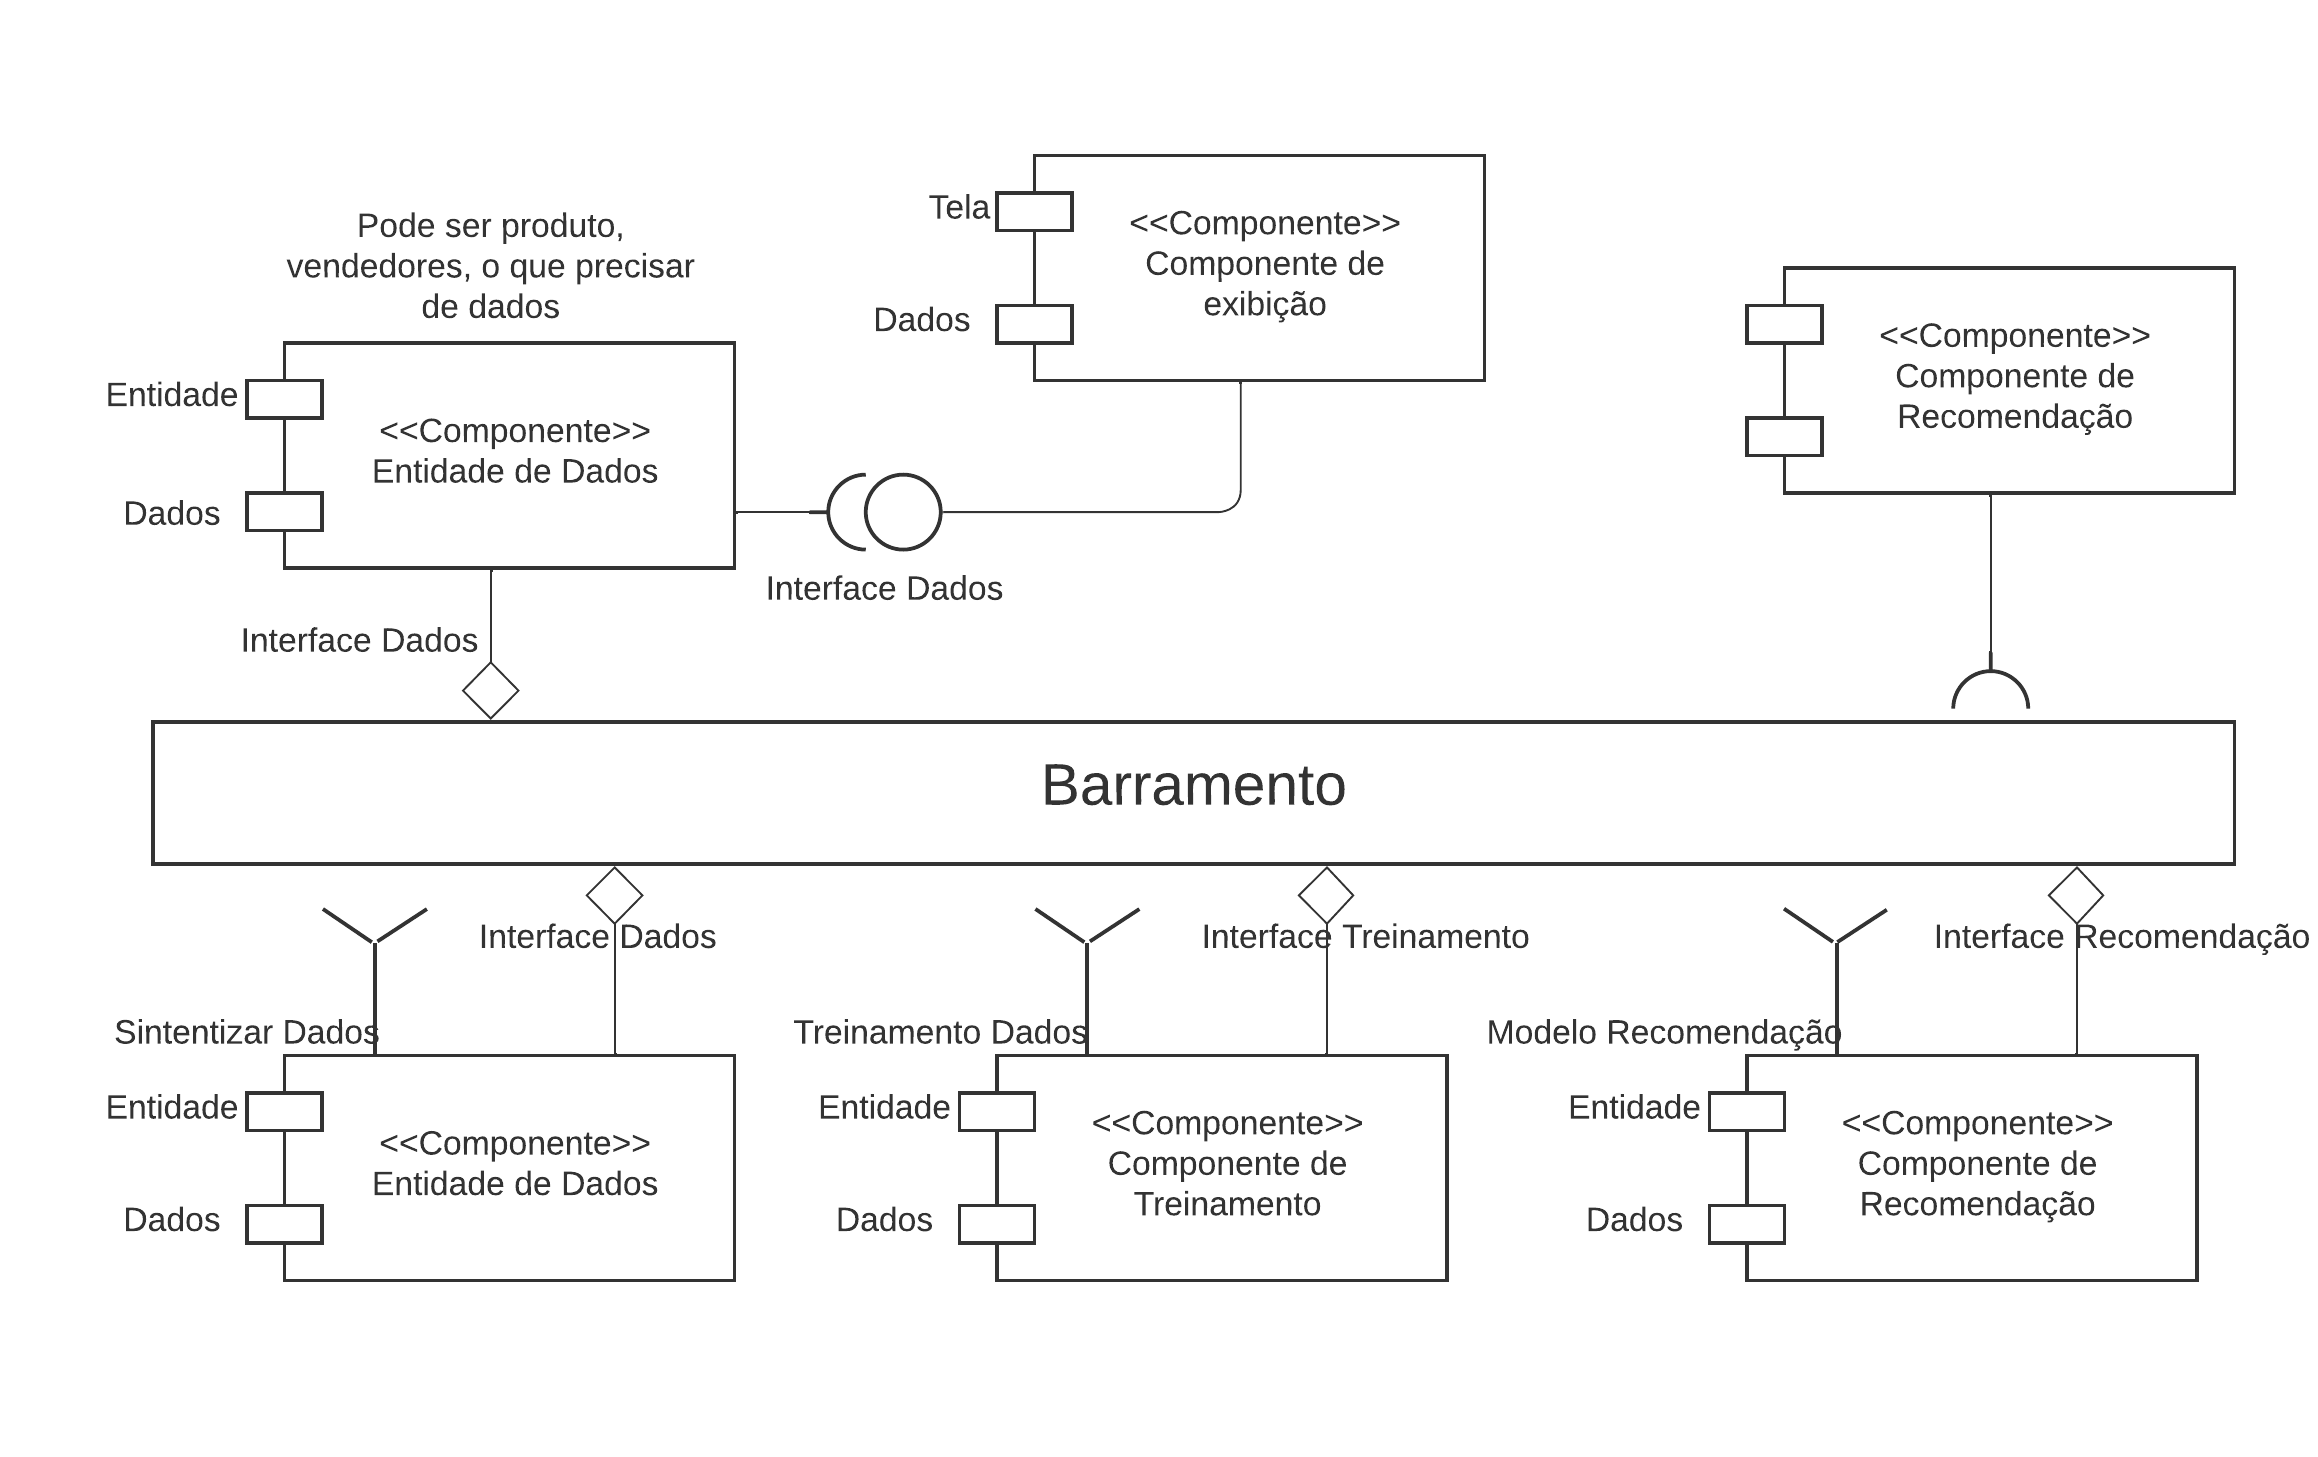 Pode ser produto,
vendedores, o que precisar
de dados
Entidade
Dados
<<Componente>>
Entidade de Dados
Tela
Dados
<<Componente>>
Componente de
exibição
<<Componente>>
Componente de
Recomendação
Interface Dados
Interface Dados
Barramento
Interface Dados
Interface Treinamento
Interface Recomendação
Sintentizar Dados
Treinamento Dados
Modelo Recomendação
Entidade
Dados
<<Componente>>
Entidade de Dados
Entidade
Dados
<<Componente>>
Componente de
Treinamento
Entidade
Dados
<<Componente>>
Componente de
Recomendação